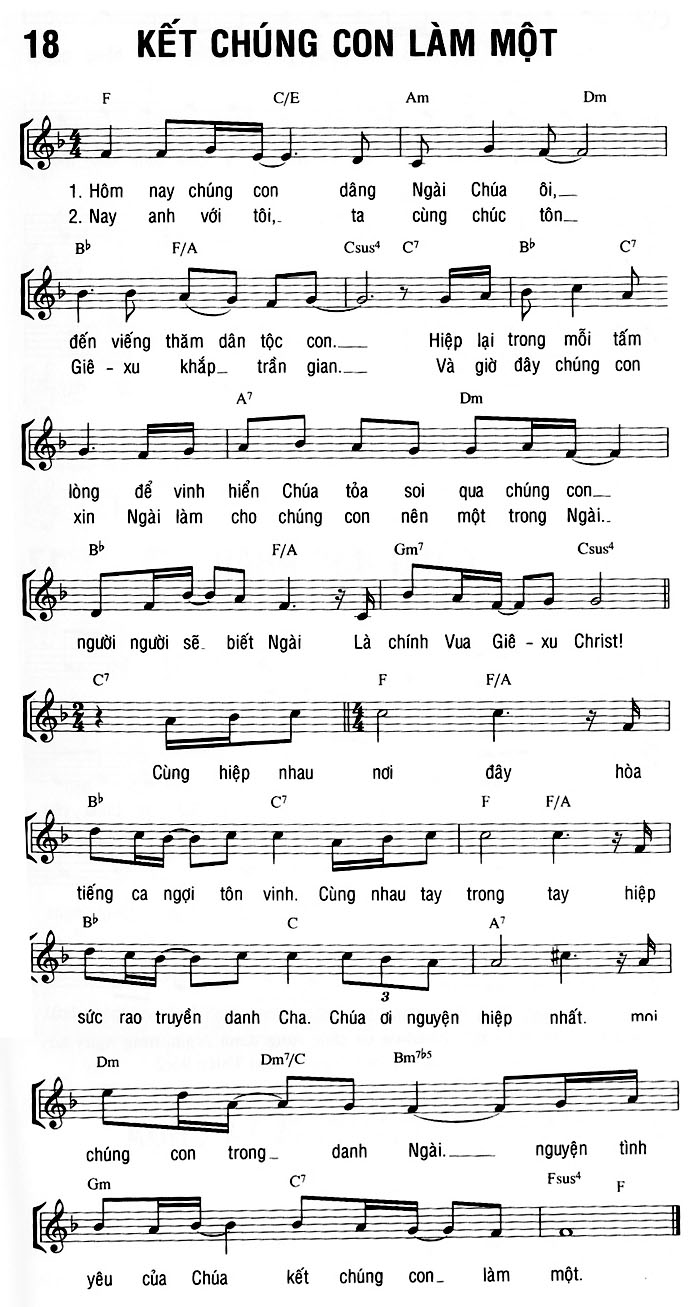 18 KẾT CHÚNG CON LÀM MỘT
F C/E Am Dm
1. Hôm nay chúng con dâng Ngài Chúa ôi,
2. Nay anh với tôi, ta cùng chúc tôn
B♭ F/A Csus4 C7 B♭ C7
đến viếng thăm dân tộc con. Hiệp lại trong mỗi tấm
Giê - xu khắp trần gian. Và giờ đây chúng con
A7 Dm
lòng để vinh hiển Chúa tỏa soi qua chúng con
xin Ngài làm cho chúng con nên một trong Ngài.
B♭ F/A Gm7 Csus4
người người sẽ biết Ngài Là chính Vua Giê - xu Christ!
C7 F F/A
Cùng hiệp nhau nơi đây hòa
B♭ C7 F F/A
tiếng ca ngợi tôn vinh. Cùng nhau tay trong tay hiệp
B♭ C A7
sức rao truyền danh Cha. Chúa ơi nguyện hiệp nhất. mọi
3
Dm Dm7/C Bm7♭5
chúng con trong danh Ngài. nguyện tình
Gm C7 Fsus4 F
yêu của Chúa kết chúng con làm một.